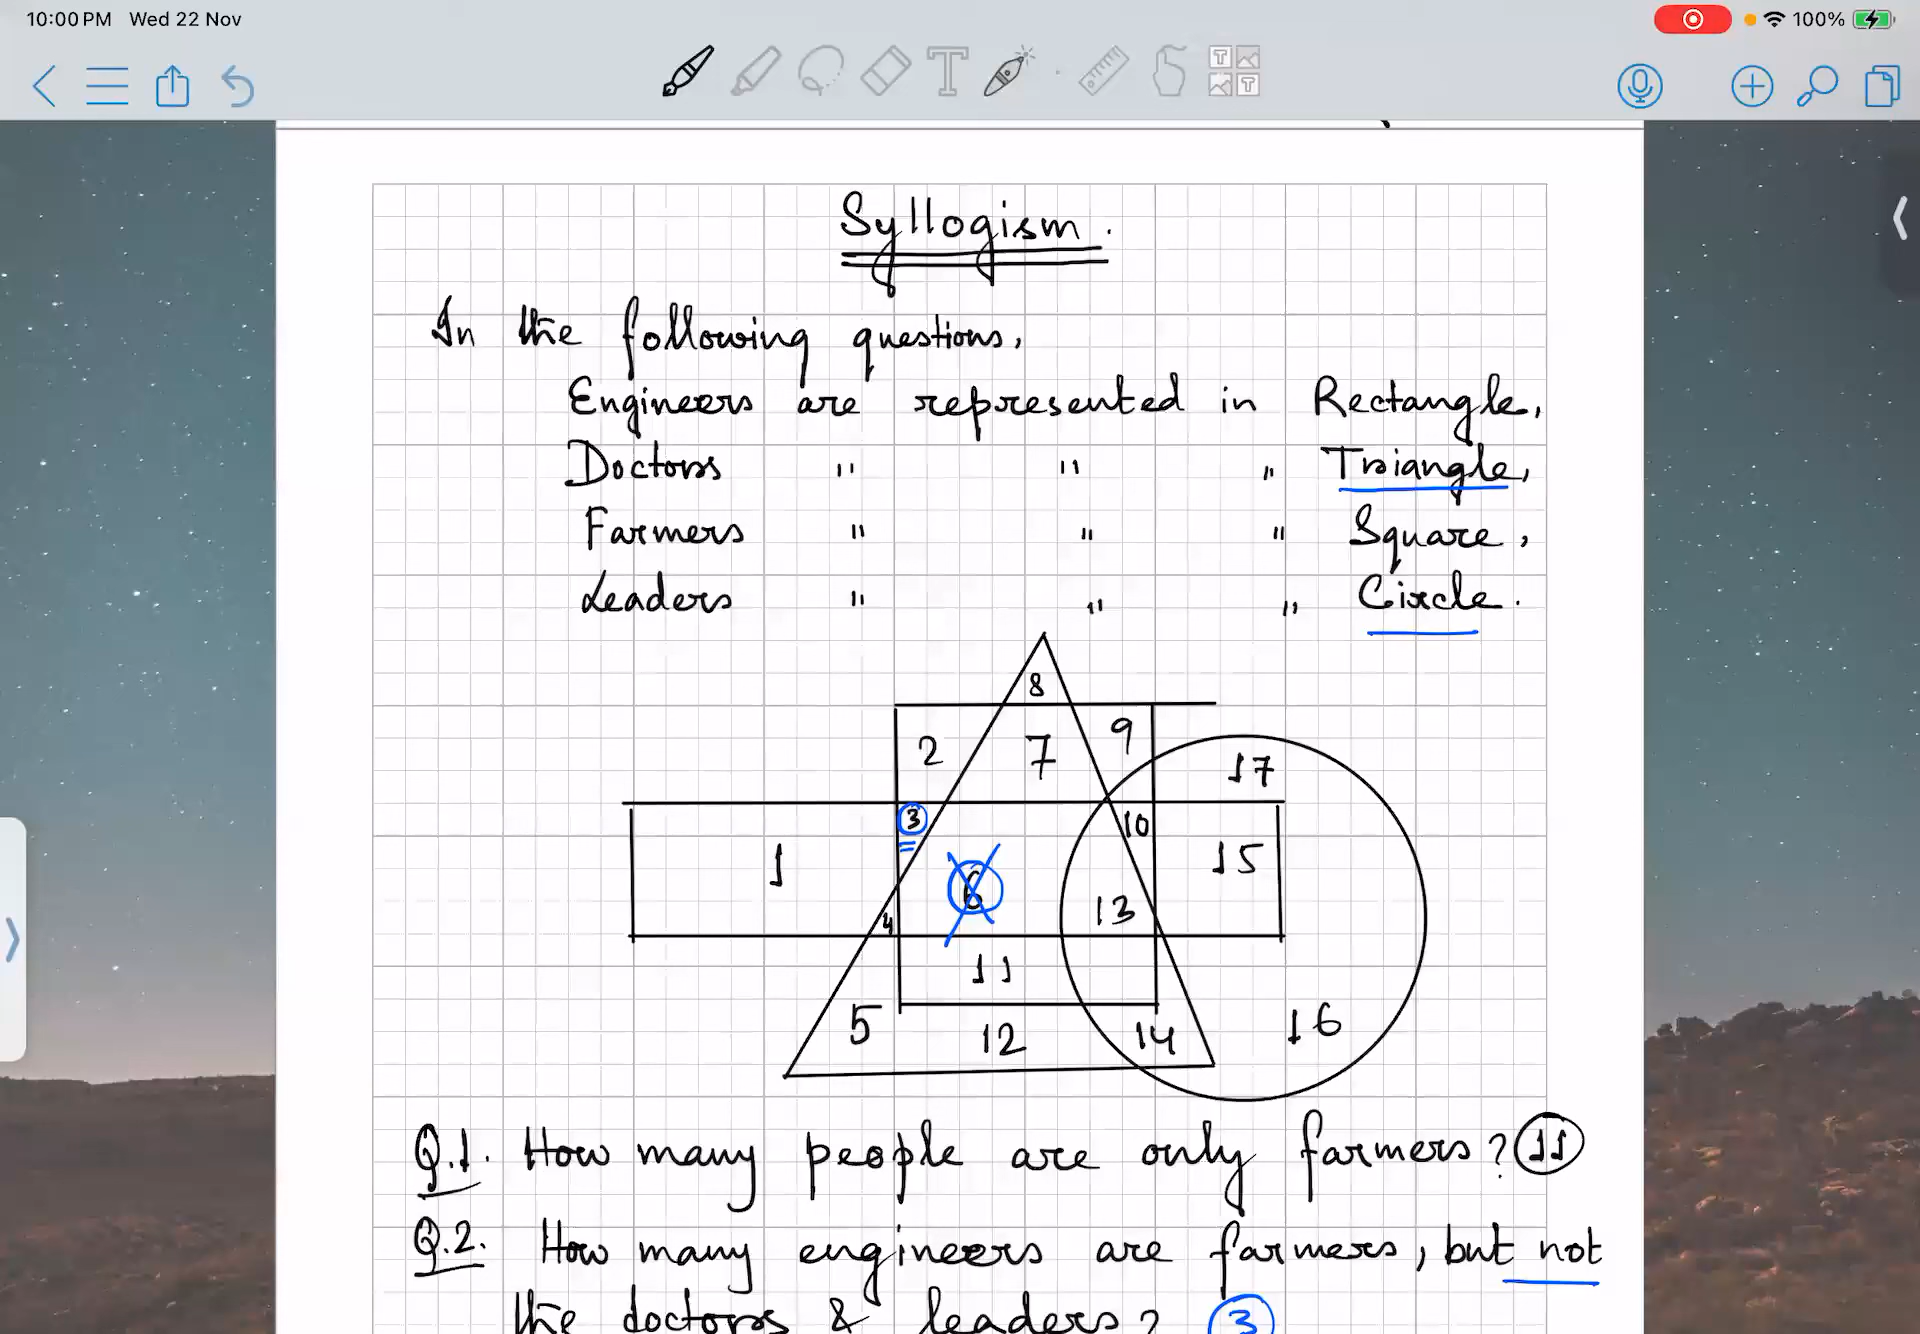 10:00 PM Wed 22 Nov
100%
Syllogism.
In the following questions,
Engineers are represented in Rectangle,
Doctors " " " Triangle,
Farmers " " " Square,
Leaders " " " Circle.
8
2 7 9
17
3 10
1 6 13 15
4
11
5 12 14 16
Q.1. How many people are only farmers? 11
Q.2. How many engineers are farmers, but not
the doctors & leaders? 3